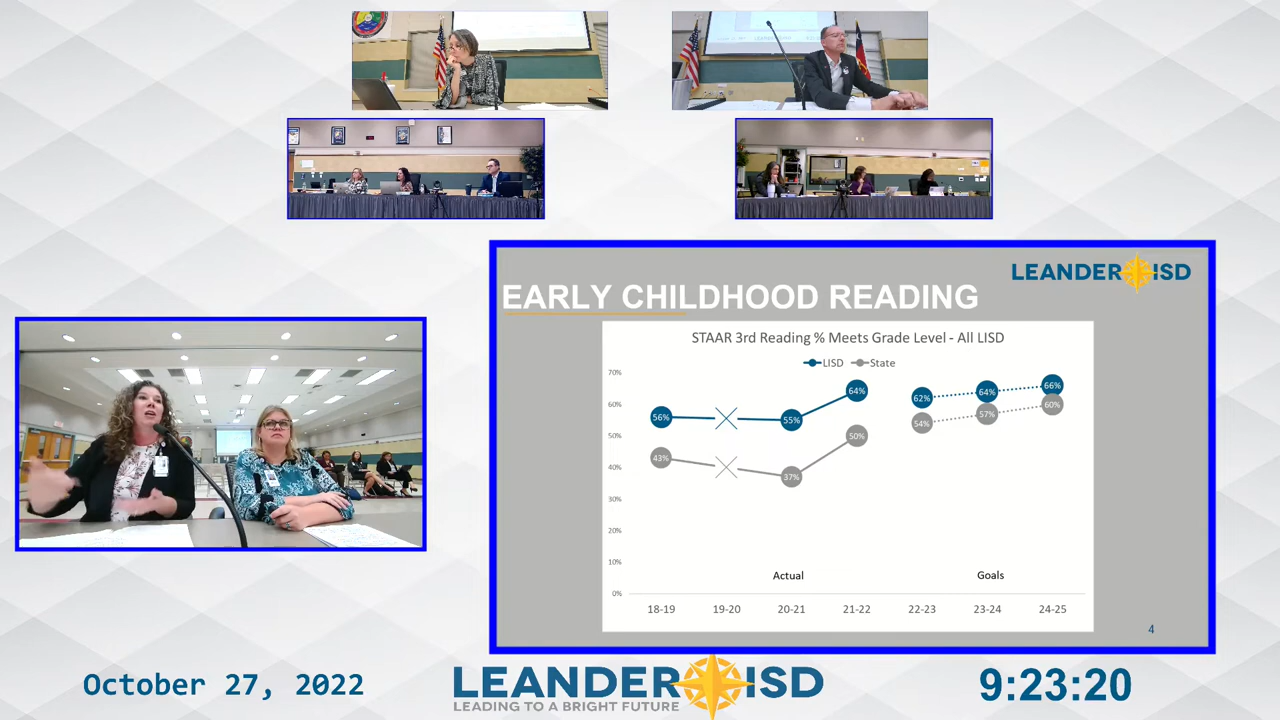 LEANDER ISD
EARLY CHILDHOOD READING
STAAR 3rd Reading % Meets Grade Level - All LISD
LISD State
70%
60%
50%
40%
30%
20%
10%
0%
56%
55%
64%
62%
64%
66%
43%
37%
50%
54%
57%
60%
Actual
Goals
18-19 19-20 20-21 21-22 22-23 23-24 24-25
4
October 27, 2022
LEANDER ISD
LEADING TO A BRIGHT FUTURE
9:23:20